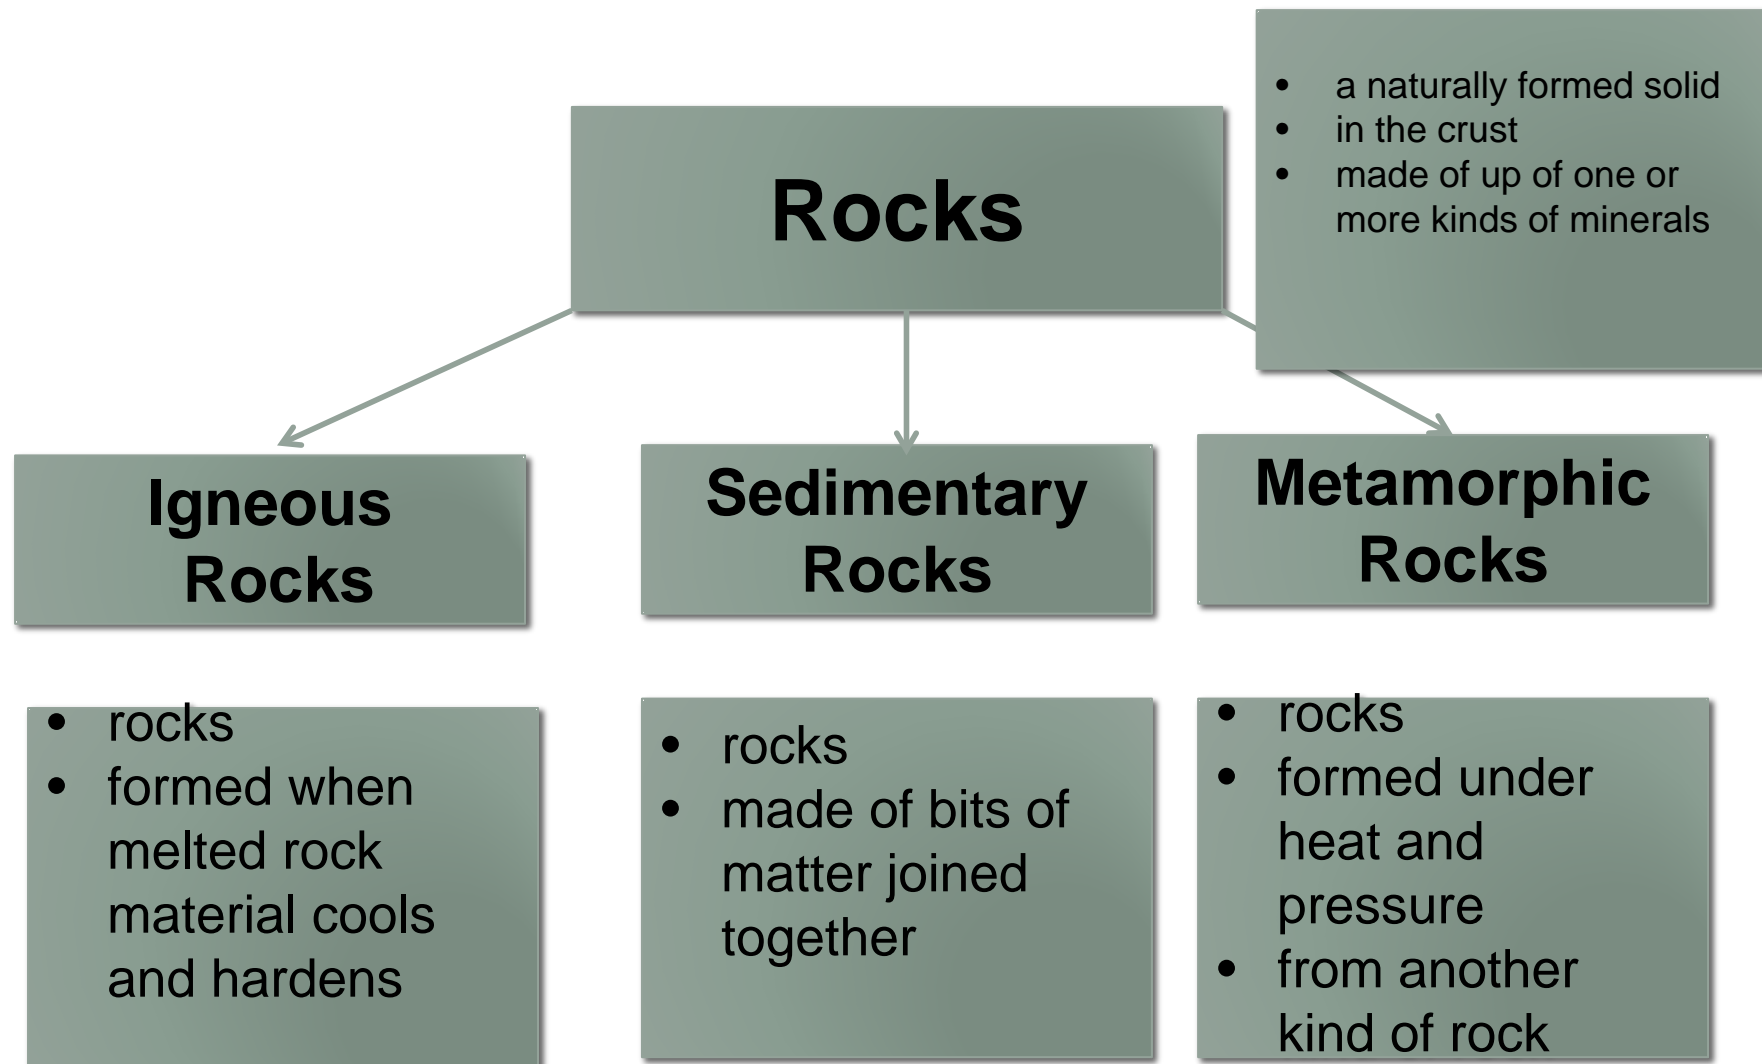 Rocks
• a naturally formed solid
• in the crust
• made of up of one or
more kinds of minerals
Igneous
Rocks
• rocks
• formed when
melted rock
material cools
and hardens
Sedimentary
Rocks
• rocks
• made of bits of
matter joined
together
Metamorphic
Rocks
• rocks
• formed under
heat and
pressure
• from another
kind of rock